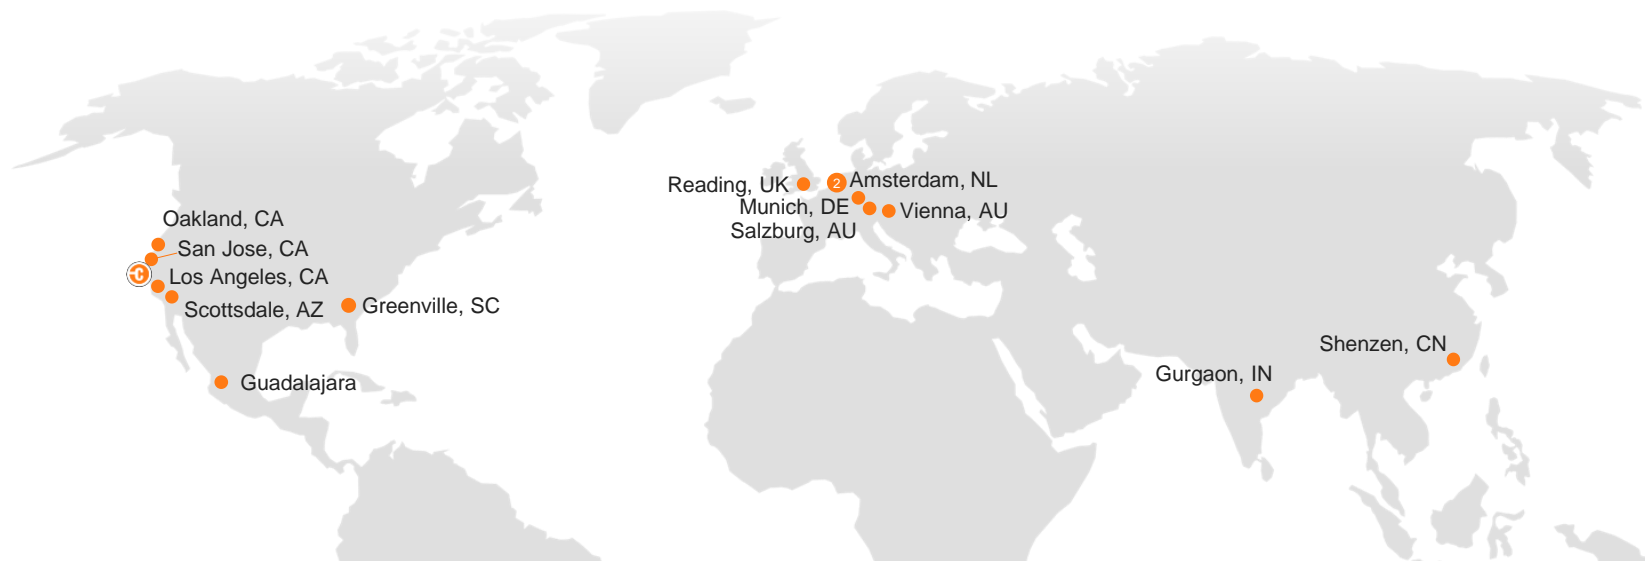 Oakland, CA
San Jose, CA
Los Angeles, CA
Scottsdale, AZ
Greenville, SC
Guadalajara
Reading, UK
2
Amsterdam, NL
Munich, DE
Vienna, AU
Salzburg, AU
Shenzen, CN
Gurgaon, IN